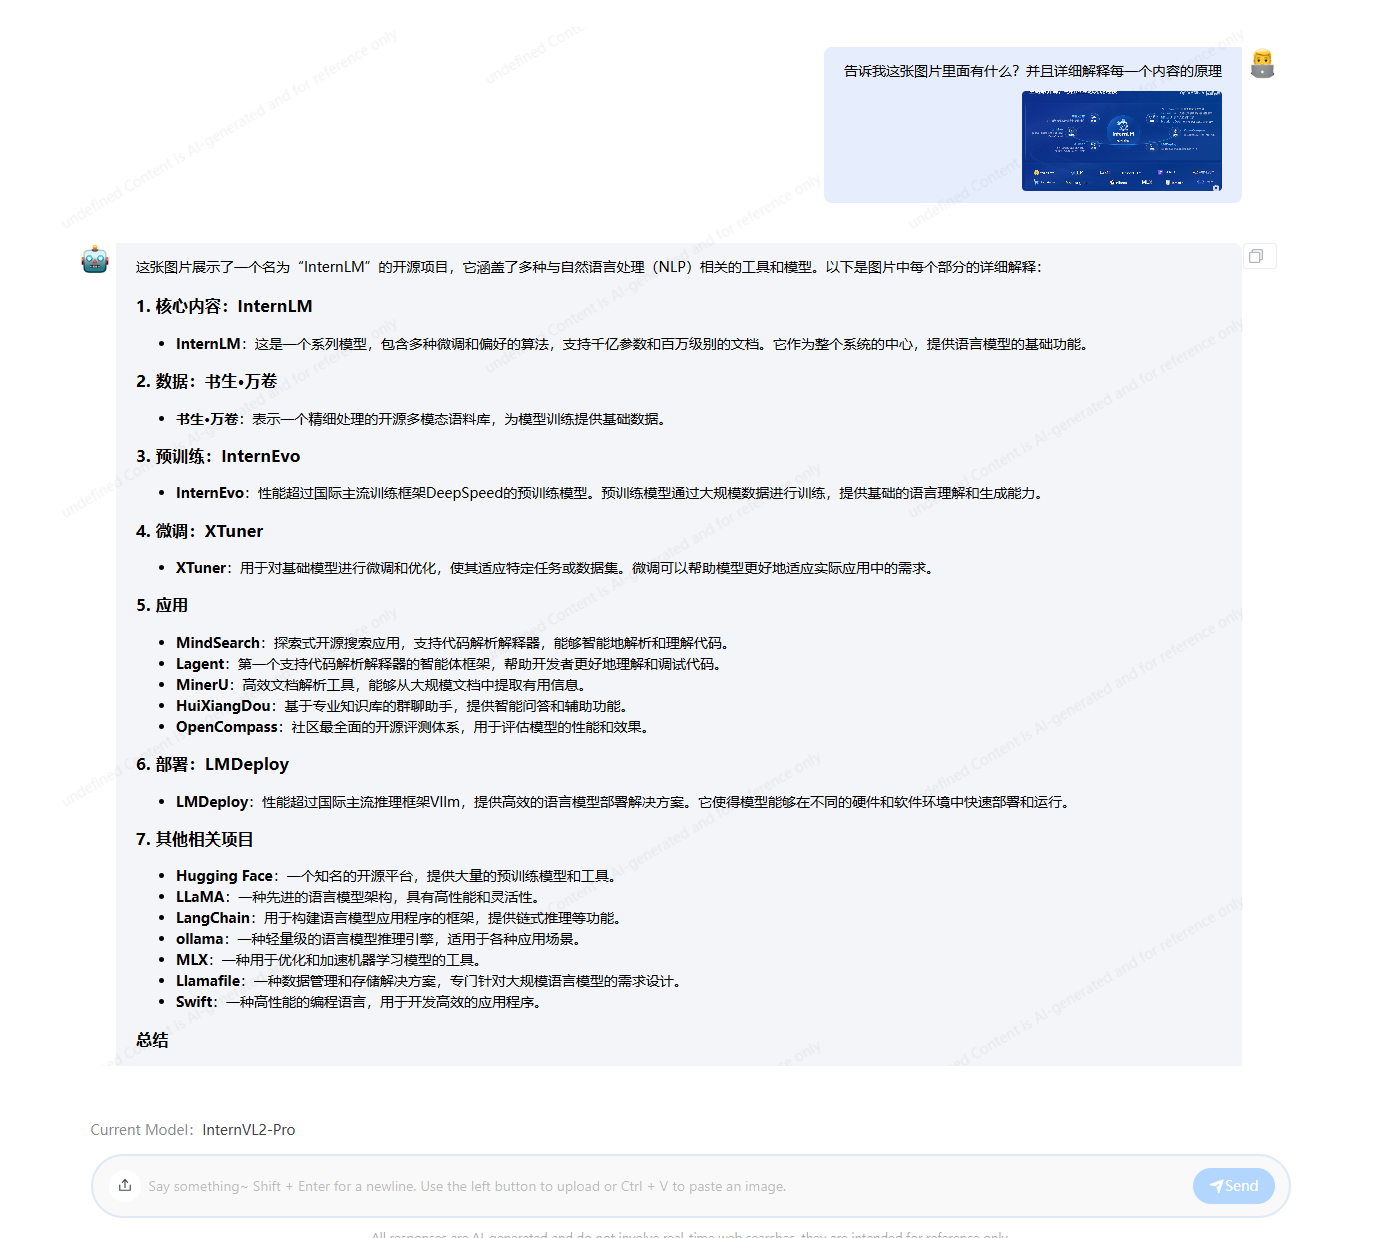 告诉我这张图片里面有什么？并且详细解释每一个内容的原理
InternLM
这张图片展示了一个名为“InternLM”的开源项目，它涵盖了多种与自然语言处理（NLP）相关的工具和模型。以下是图片中每个部分的详细解释：
1. 核心内容：InternLM
• InternLM：这是一个系列模型，包含多种微调和偏好的算法，支持千亿参数和百万级别的文档。它作为整个系统的中心，提供语言模型的基础功能。
2. 数据：书生•万卷
• 书生•万卷：表示一个精细处理的开源多模态语料库，为模型训练提供基础数据。
3. 预训练：InternEvo
• InternEvo：性能超过国际主流训练框架DeepSpeed的预训练模型。预训练模型通过大规模数据进行训练，提供基础的语言理解和生成能力。
4. 微调：XTuner
• XTuner：用于对基础模型进行微调和优化，使其适应特定任务或数据集。微调可以帮助模型更好地适应实际应用中的需求。
5. 应用
• MindSearch：探索式开源搜索应用，支持代码解析解释器，能够智能地解析和理解代码。
• Lagent：第一个支持代码解析解释器的智能体框架，帮助开发者更好地理解和调试代码。
• MinerU：高效文档解析工具，能够从大规模文档中提取有用信息。
• HuiXiangDou：基于专业知识库的群聊助手，提供智能问答和辅助功能。
• OpenCompass：社区最全面的开源评测体系，用于评估模型的性能和效果。
6. 部署：LMDeploy
• LMDeploy：性能超过国际主流推理框架Vllm，提供高效的语言模型部署解决方案。它使得模型能够在不同的硬件和软件环境中快速部署和运行。
7. 其他相关项目
• Hugging Face：一个知名的开源平台，提供大量的预训练模型和工具。
• LLaMA：一种先进的语言模型架构，具有高性能和灵活性。
• LangChain：用于构建语言模型应用程序的框架，提供链式推理等功能。
• ollama：一种轻量级的语言模型推理引擎，适用于各种应用场景。
• MLX：一种用于优化和加速机器学习模型的工具。
• Llamafile：一种数据管理和存储解决方案，专门针对大规模语言模型的需求设计。
• Swift：一种高性能的编程语言，用于开发高效的应用程序。
总结
Current Model：InternVL2-Pro
Say something~ Shift + Enter for a newline. Use the left button to upload or Ctrl + V to paste an image.
Send
All responses are AI-generated and do not involve real-time web searches, they are intended for reference only
undefined Content is AI-generated and for reference only